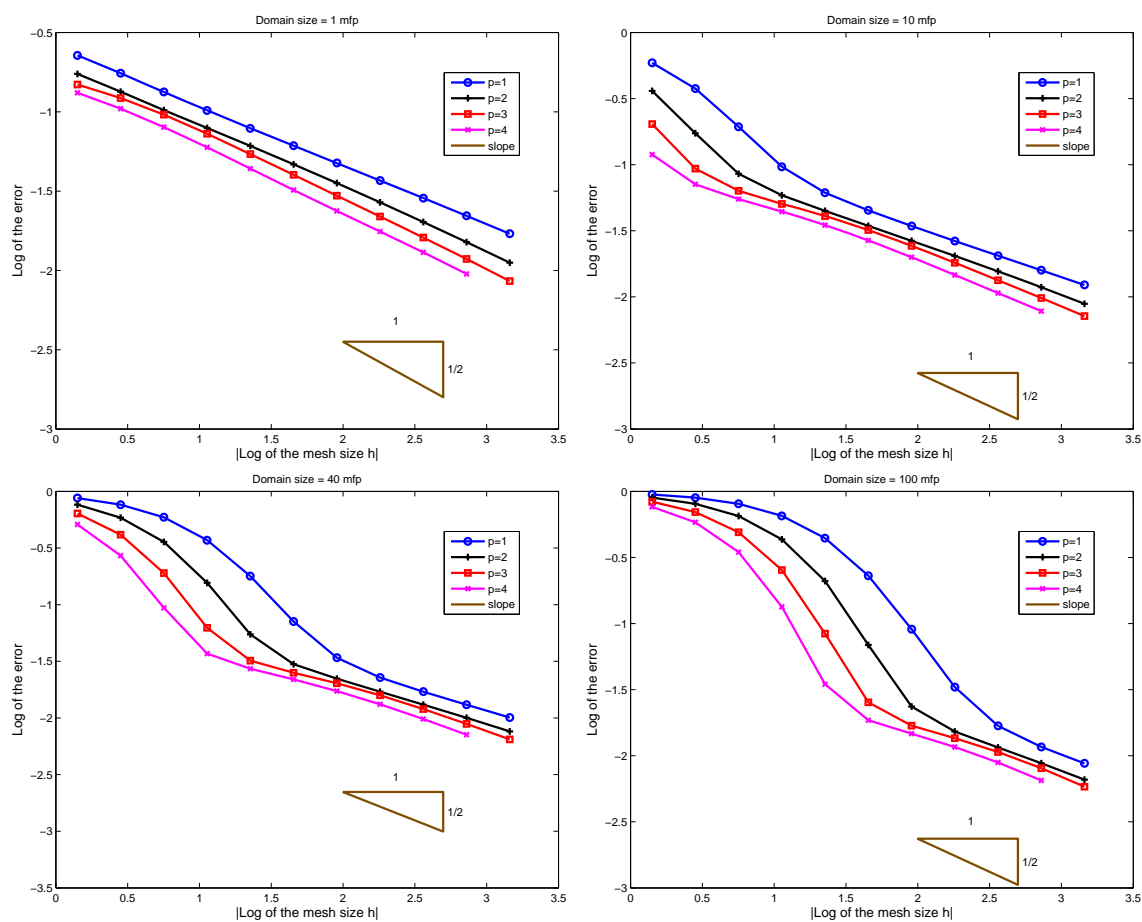 Domain size = 1 mfp
Log of the error
−0.5
−1
−1.5
−2
−2.5
−3
p=1
p=2
p=3
p=4
slope
1
1/2
0
0.5
1
1.5
2
2.5
3
3.5
|Log of the mesh size h|
Domain size = 10 mfp
Log of the error
0
−0.5
−1
−1.5
−2
−2.5
−3
p=1
p=2
p=3
p=4
slope
1
1/2
0
0.5
1
1.5
2
2.5
3
3.5
|Log of the mesh size h|
Domain size = 40 mfp
Log of the error
0
−0.5
−1
−1.5
−2
−2.5
−3
−3.5
p=1
p=2
p=3
p=4
slope
1
1/2
0
0.5
1
1.5
2
2.5
3
3.5
|Log of the mesh size h|
Domain size = 100 mfp
Log of the error
0
−0.5
−1
−1.5
−2
−2.5
−3
p=1
p=2
p=3
p=4
slope
1
1/2
0
0.5
1
1.5
2
2.5
3
3.5
|Log of the mesh size h|